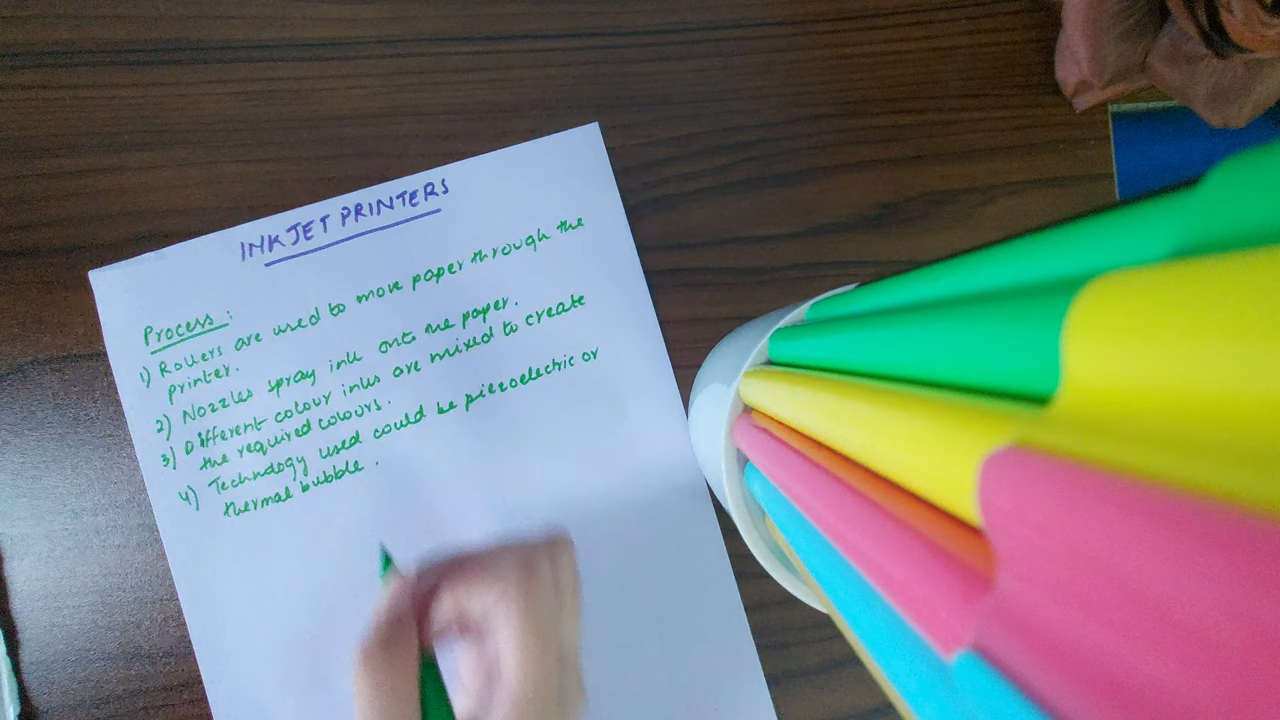 INKJET PRINTERS
Process:
1) Rollers are used to move paper through the
printer.
2) Nozzles spray ink onto the paper.
3) Different colour inks are mixed to create
the required colours.
4) Technology used could be piezoelectric or
thermal bubble.